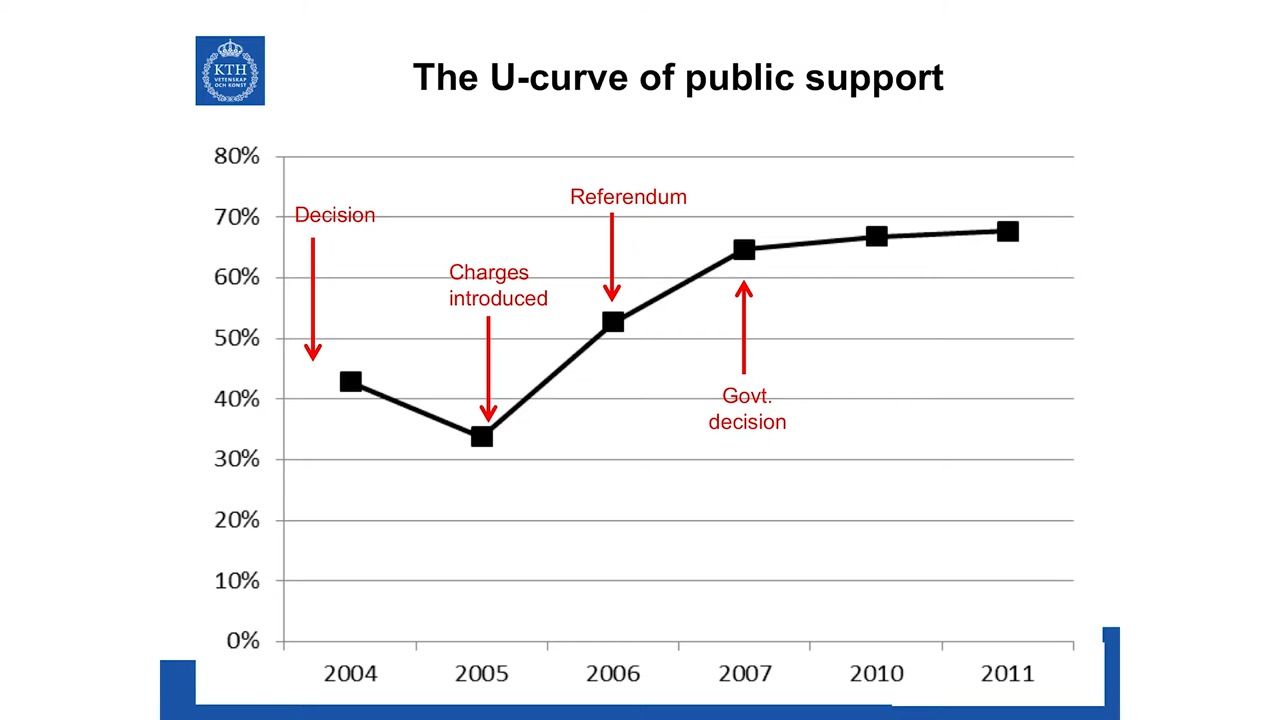 KTH
VETENSKAP
OCH KONST
The U-curve of public support
80%
70%
60%
50%
40%
30%
20%
10%
0%
Decision
Charges
introduced
Referendum
Govt.
decision
2004
2005
2006
2007
2010
2011